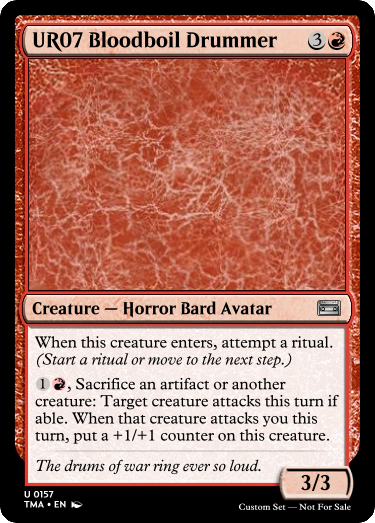 UR07 Bloodboil Drummer 3
Creature — Horror Bard Avatar
When this creature enters, attempt a ritual.
(Start a ritual or move to the next step.)
1 , Sacrifice an artifact or another
creature: Target creature attacks this turn if
able. When that creature attacks you this
turn, put a +1/+1 counter on this creature.
The drums of war ring ever so loud.
3/3
U 0157
TMA • EN
Custom Set — Not For Sale